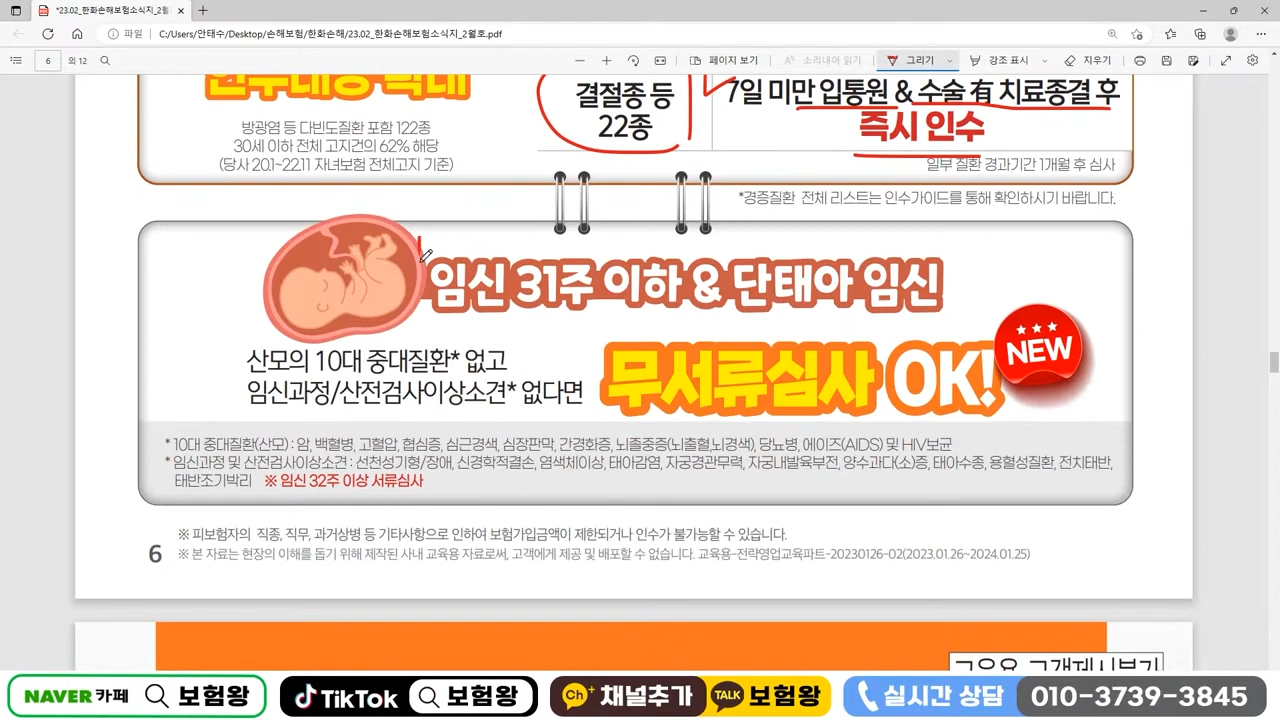 *23.02_한화손해보험소식지_2월
파일
C:/Users/안태수/Desktop/손해보험/한화손해/23.02_한화손해보험소식지_2월호.pdf
6
의 12
페이지 보기
소리내어 읽기
그리기
강조 표시
지우기
인수대상 확대
결절종 등
22종
7일 미만 입통원 & 수술 有 치료종결 후
즉시 인수
방광염 등 다빈도질환 포함 122종
30세 이하 전체 고지건의 62% 해당
(당사 20.1~22.11 자녀보험 전체고지 기준)
일부 질환 경과기간 1개월 후 심사
*경증질환 전체 리스트는 인수가이드를 통해 확인하시기 바랍니다.
임신 31주 이하 & 단태아 임신
산모의 10대 중대질환* 없고
임신과정/산전검사이상소견* 없다면
무서류심사 OK!
NEW
* 10대 중대질환(산모) : 암, 백혈병, 고혈압, 협심증, 심근경색, 심장판막, 간경화증, 뇌졸중증(뇌출혈,뇌경색), 당뇨병, 에이즈(AIDS) 및 HIV보균
* 임신과정 및 산전검사이상소견 : 선천성기형/장애, 신경학적결손, 염색체이상, 태아감염, 자궁경관무력, 자궁내발육부전, 양수과다(소)증, 태아수종, 용혈성질환, 전치태반,
태반조기박리 ※ 임신 32주 이상 서류심사
※ 피보험자의 직종, 직무, 과거상병 등 기타사항으로 인하여 보험가입금액이 제한되거나 인수가 불가능할 수 있습니다.
6
※ 본 자료는 현장의 이해를 돕기 위해 제작된 사내 교육용 자료로써, 고객에게 제공 및 배포할 수 없습니다. 교육용-전략영업교육파트-20230126-02(2023.01.26~2024.01.25)
교육용 고객제시불가
NAVER 카페
보험왕
TikTok
보험왕
Ch+
채널추가
TALK
보험왕
실시간 상담
010-3739-3845